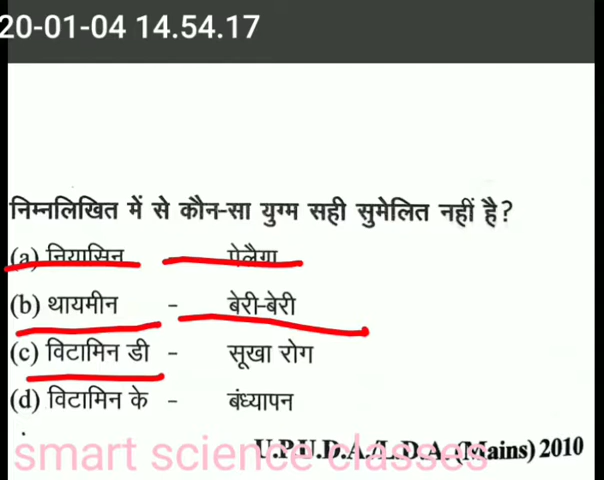 20-01-04 14.54.17
निम्नलिखित में से कौन-सा युग्म सही सुमेलित नहीं है?
(a) नियासिन पेलैग्रा
(b) थायमीन - बेरी-बेरी
(c) विटामिन डी - सूखा रोग
(d) विटामिन के - बंध्यापन
U.P.U.D.A./L.D.A. (Mains) 2010
smart science classes